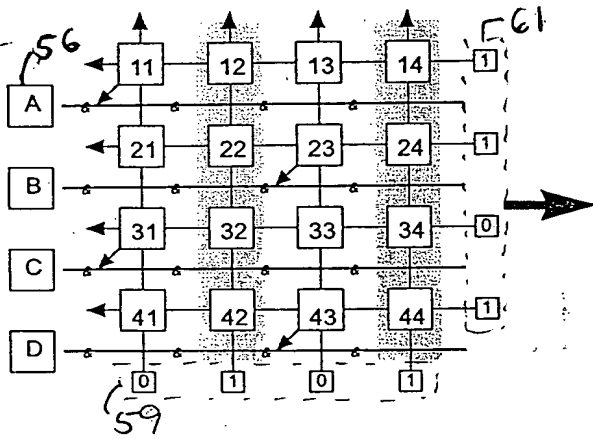 56 61
11 12 13 14 1
A & & & &
21 22 23 24 1
B & & & &
31 32 33 34 0
C & & & &
41 42 43 44 1
D & & & &
0 1 0 1
59